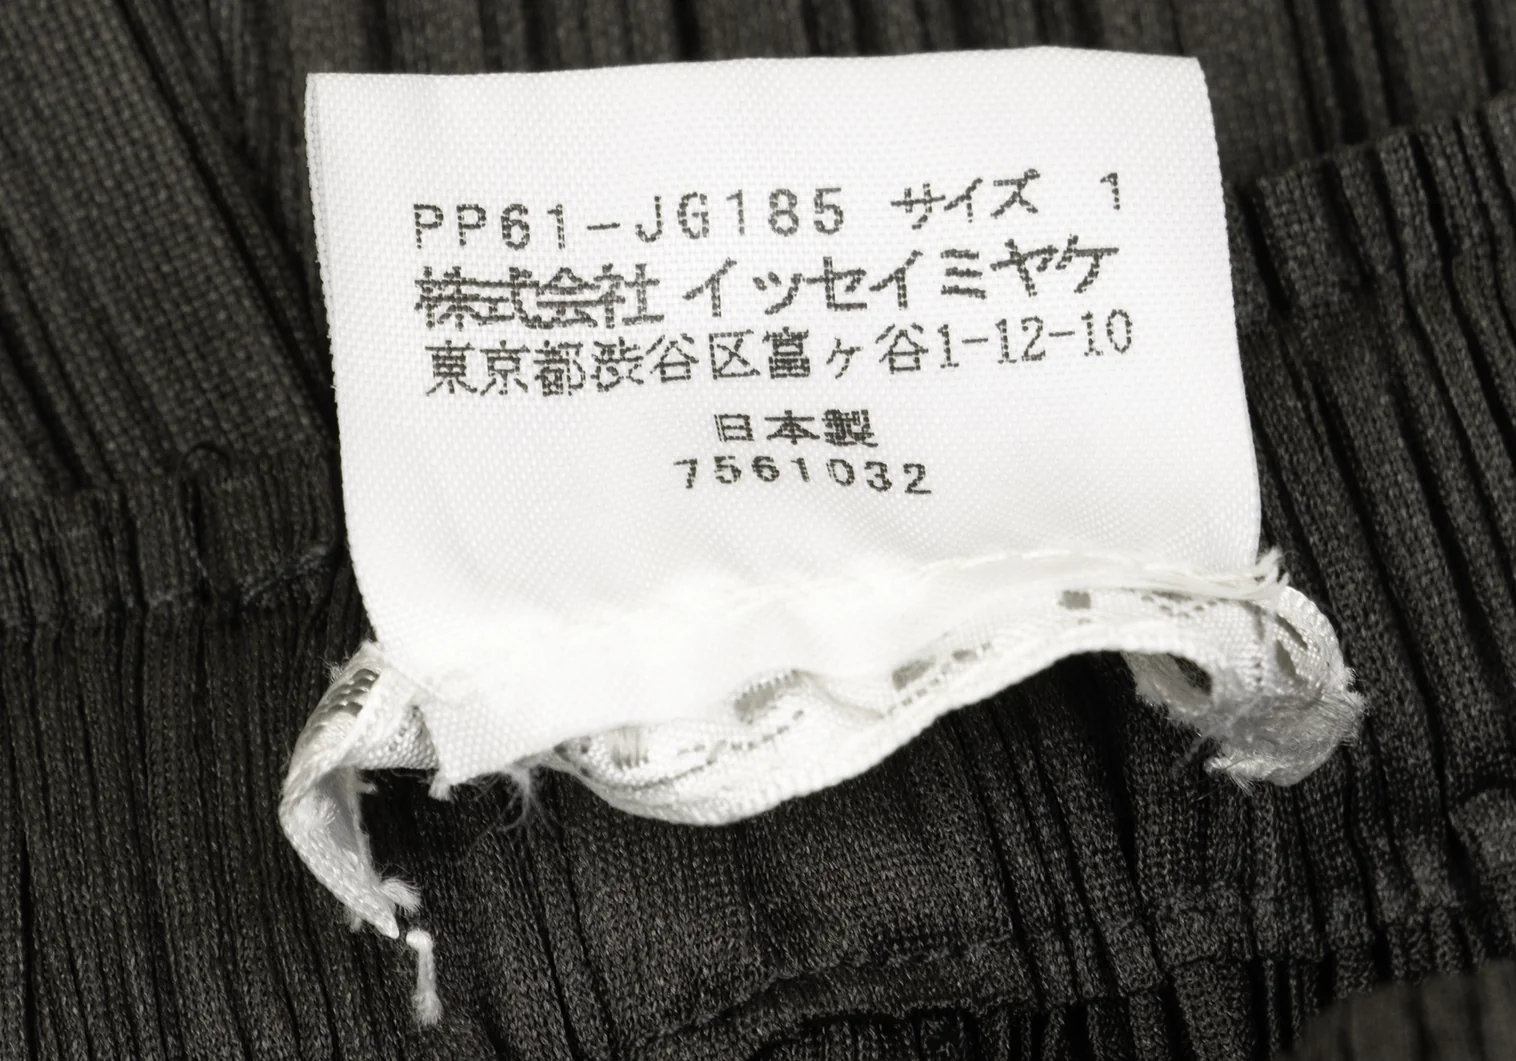 PP61-JG185 サイズ 1
株式会社 イッセイミヤケ
東京都渋谷区富ヶ谷1-12-10
日本製
7561032